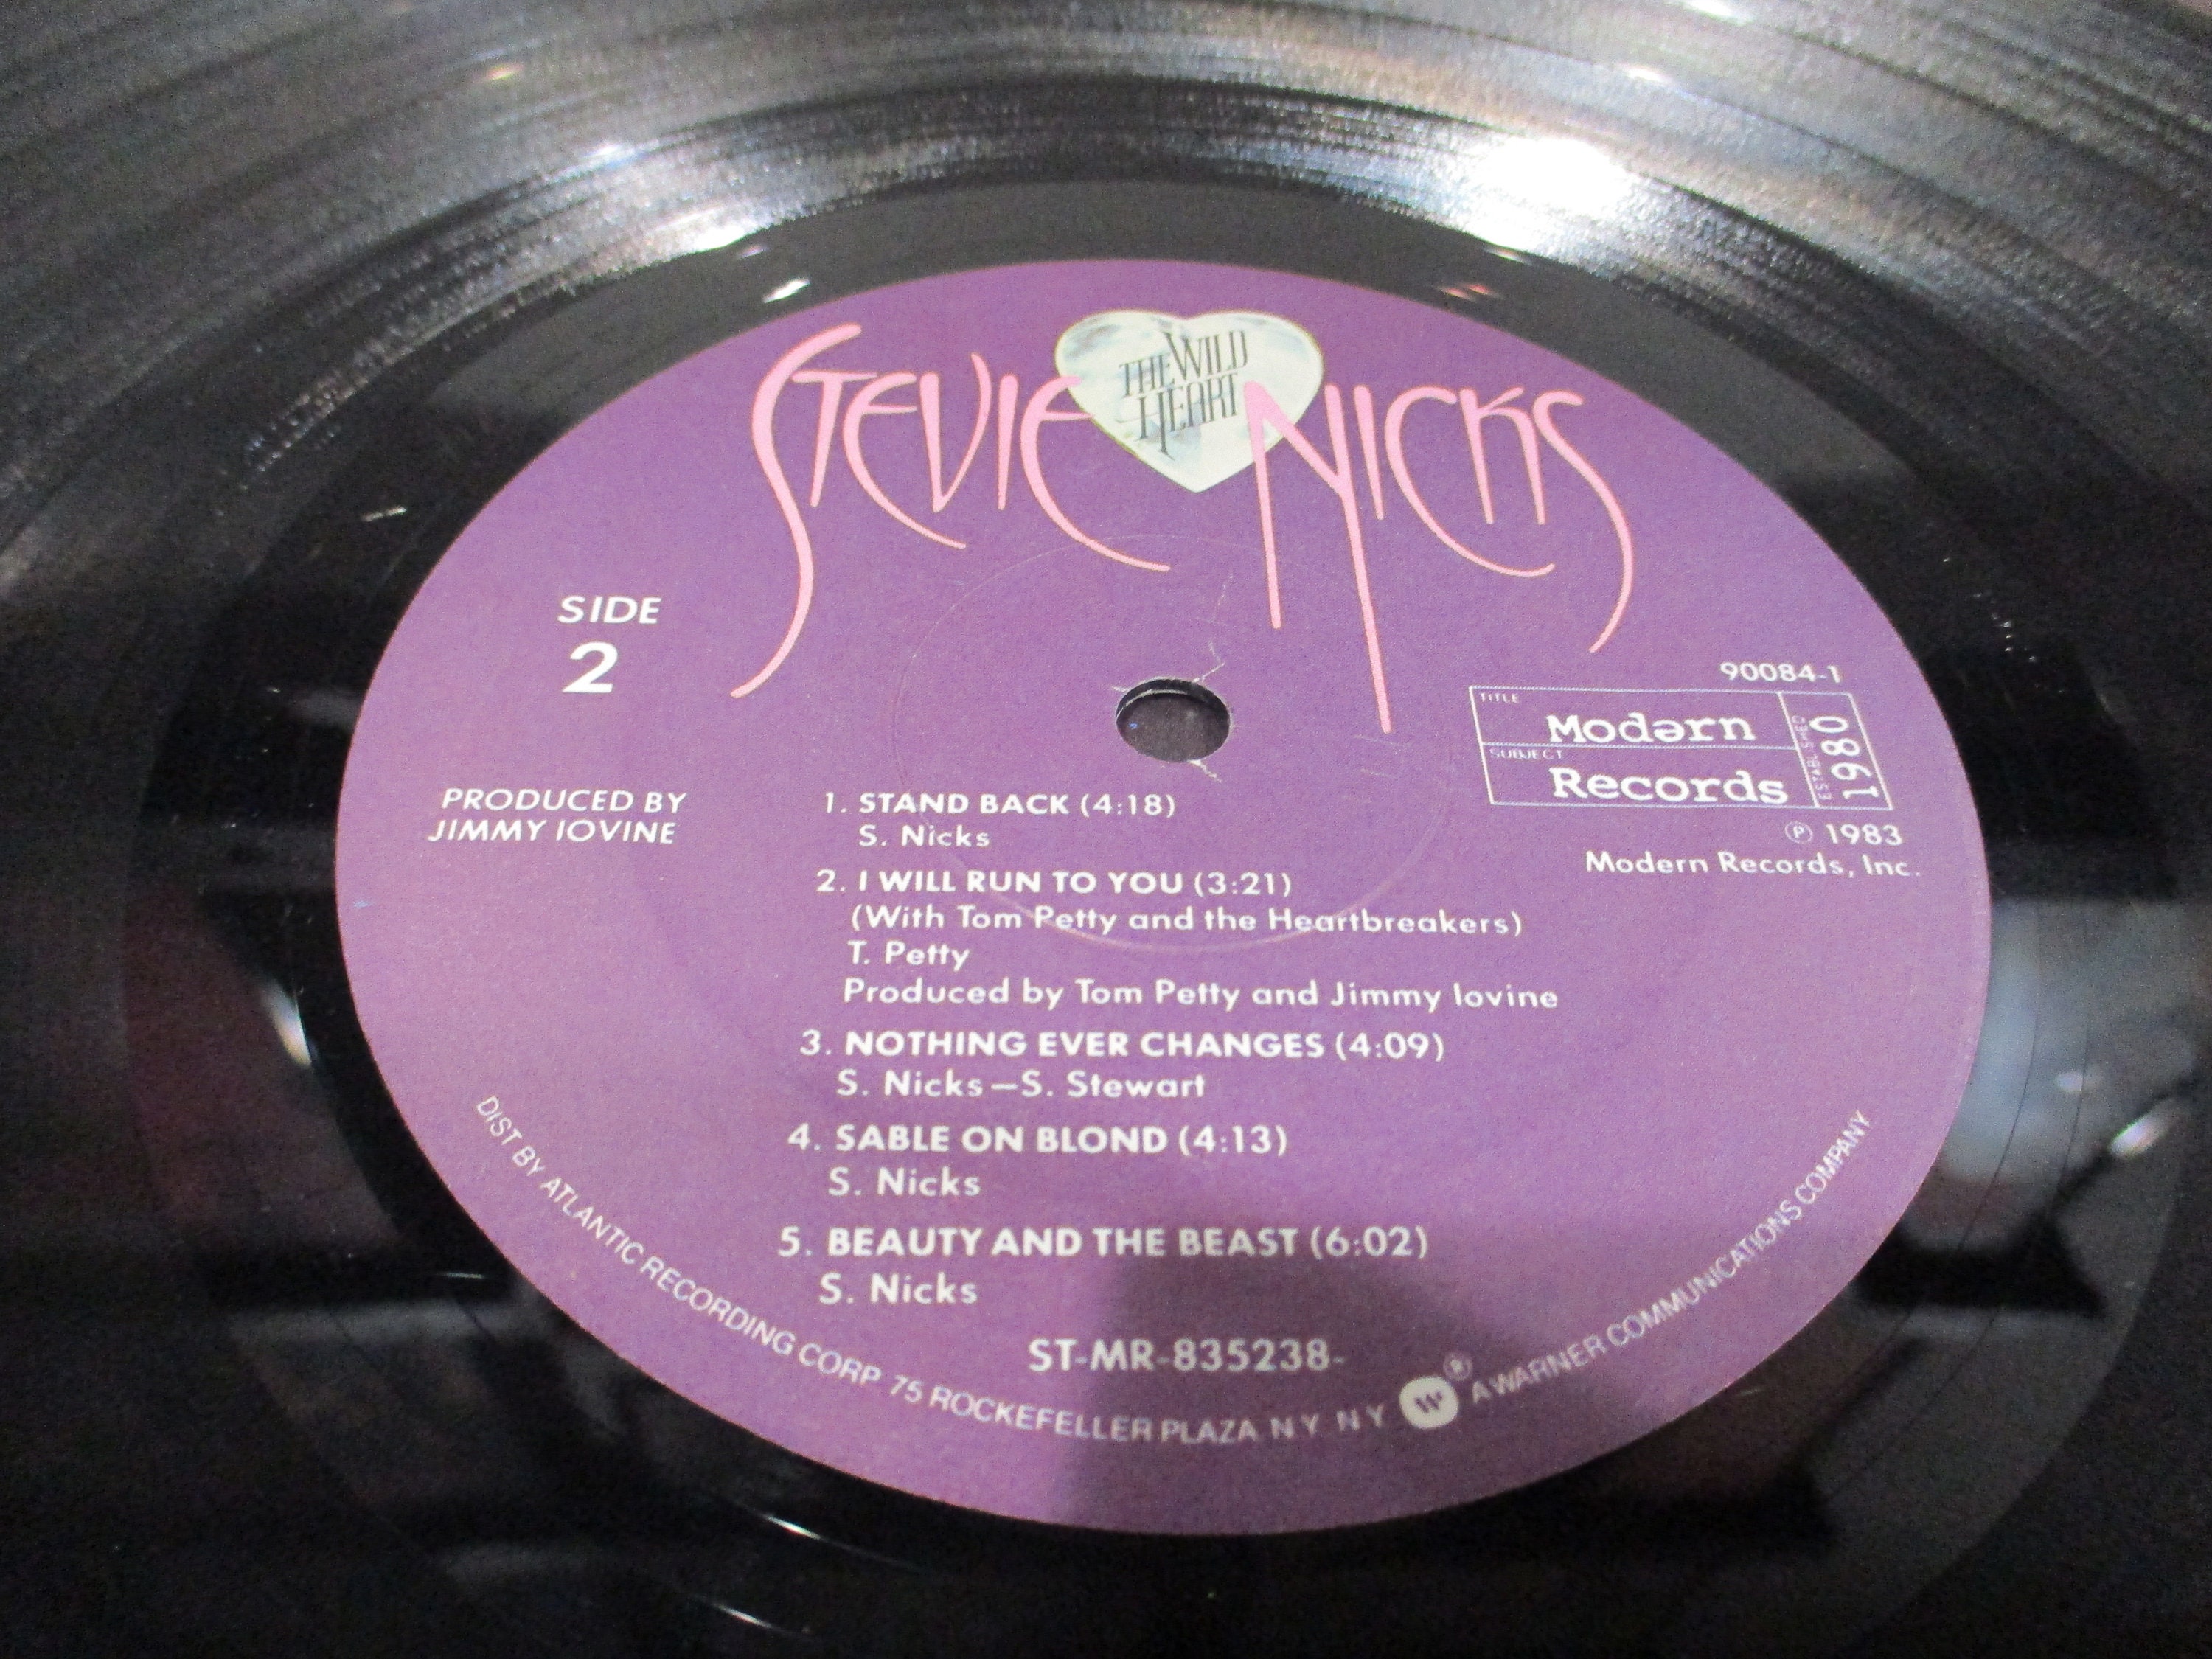 STEVIE NICKS
THE WILD
HEART
SIDE
2
90084-1
TITLE
Modərn
SUBJECT
Records
ESTABLISHED
1980
℗ 1983
Modern Records, Inc.
PRODUCED BY
JIMMY IOVINE
1. STAND BACK (4:18)
S. Nicks
2. I WILL RUN TO YOU (3:21)
(With Tom Petty and the Heartbreakers)
T. Petty
Produced by Tom Petty and Jimmy Iovine
3. NOTHING EVER CHANGES (4:09)
S. Nicks—S. Stewart
4. SABLE ON BLOND (4:13)
S. Nicks
5. BEAUTY AND THE BEAST (6:02)
S. Nicks
ST-MR-835238-
DIST BY ATLANTIC RECORDING CORP 75 ROCKEFELLER PLAZA N Y N Y W ® A WARNER COMMUNICATIONS COMPANY